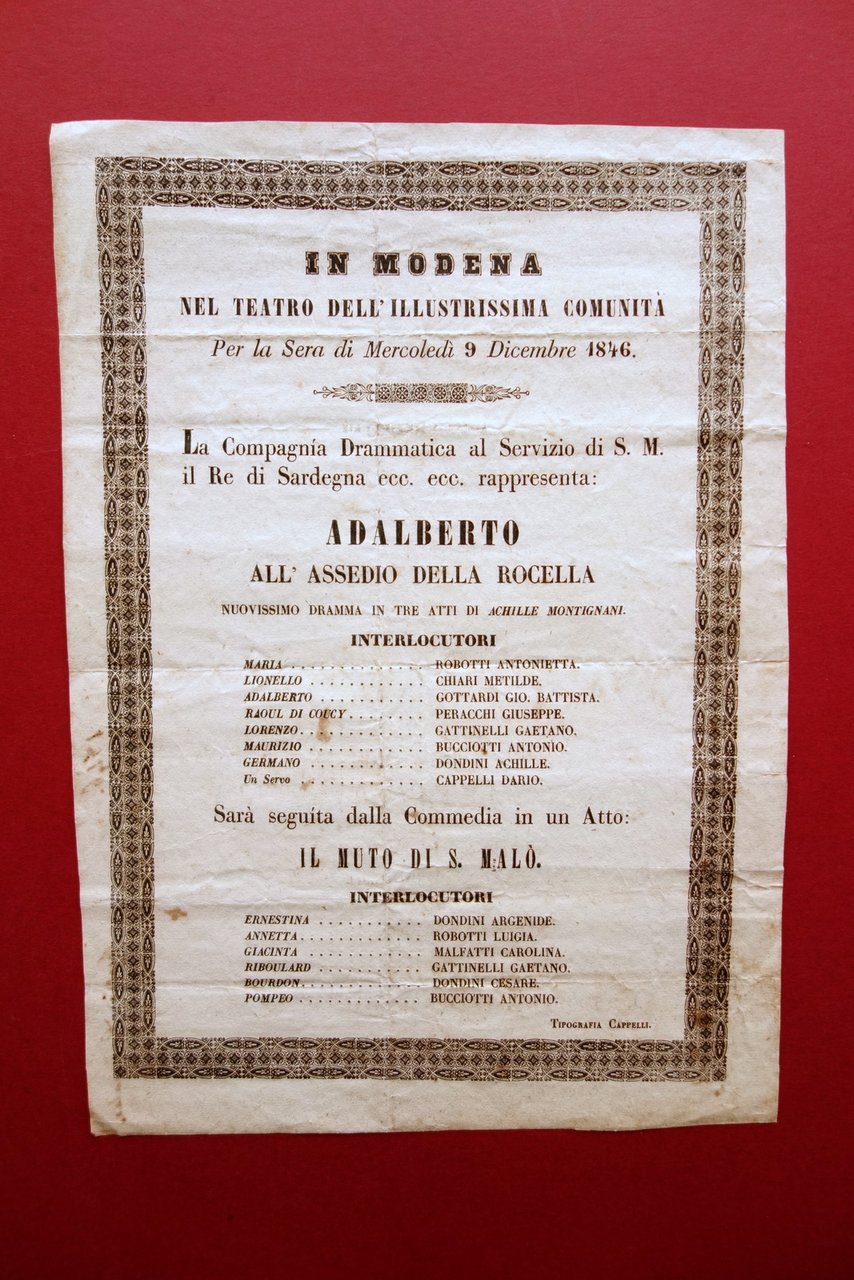 IN MODENA
NEL TEATRO DELL'ILLUSTRISSIMA COMUNITÀ
Per la Sera di Mercoledì 9 Dicembre 1846.
La Compagnía Drammatica al Servizio di S. M.
il Re di Sardegna ecc. ecc. rappresenta:
ADALBERTO
ALL' ASSEDIO DELLA ROCELLA
NUOVISSIMO DRAMMA IN TRE ATTI DI ACHILLE MONTIGNANI.
INTERLOCUTORI
MARIA . . . . . . . . . . . . . . ROBOTTI ANTONIETTA.
LIONELLO . . . . . . . . . . . . CHIARI METILDE.
ADALBERTO . . . . . . . . . . . GOTTARDI GIO. BATTISTA.
RAOUL DI COUCY . . . . . . . . PERACCHI GIUSEPPE.
LORENZO. . . . . . . . . . . . . GATTINELLI GAETANO.
MAURIZIO . . . . . . . . . . . . BUCCIOTTI ANTONIO.
GERMANO . . . . . . . . . . . . DONDINI ACHILLE.
Un Servo . . . . . . . . . . . . . CAPPELLI DARIO.
Sarà seguíta dalla Commedia in un Atto:
IL MUTO DI S. MALÒ.
INTERLOCUTORI
ERNESTINA . . . . . . . . . . . DONDINI ARGENIDE.
ANNETTA . . . . . . . . . . . . . ROBOTTI LUIGIA.
GIACINTA . . . . . . . . . . . . MALFATTI CAROLINA.
RIBOULARD . . . . . . . . . . . GATTINELLI GAETANO.
BOURDON. . . . . . . . . . . . . DONDINI CESARE.
POMPEO . . . . . . . . . . . . . BUCCIOTTI ANTONIO.
TIPOGRAFIA CAPPELLI.